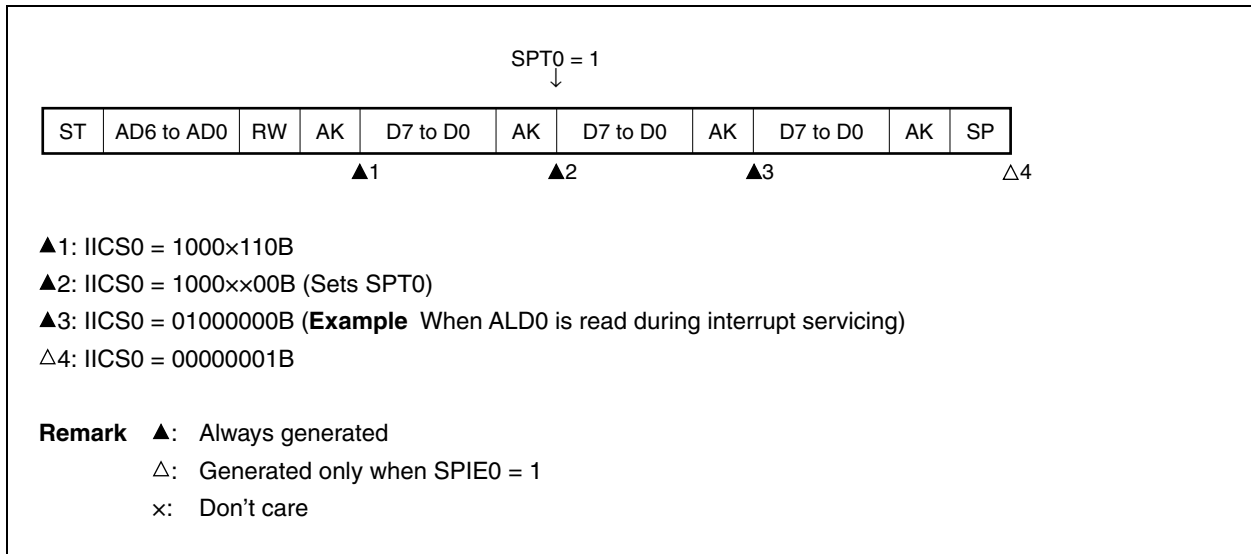 SPT0 = 1
↓
ST AD6 to AD0 RW AK D7 to D0 AK D7 to D0 AK D7 to D0 AK SP
▲1 ▲2 ▲3 △4
▲1: IICS0 = 1000×110B
▲2: IICS0 = 1000××00B (Sets SPT0)
▲3: IICS0 = 01000000B (Example When ALD0 is read during interrupt servicing)
△4: IICS0 = 00000001B
Remark ▲: Always generated
△: Generated only when SPIE0 = 1
×: Don't care